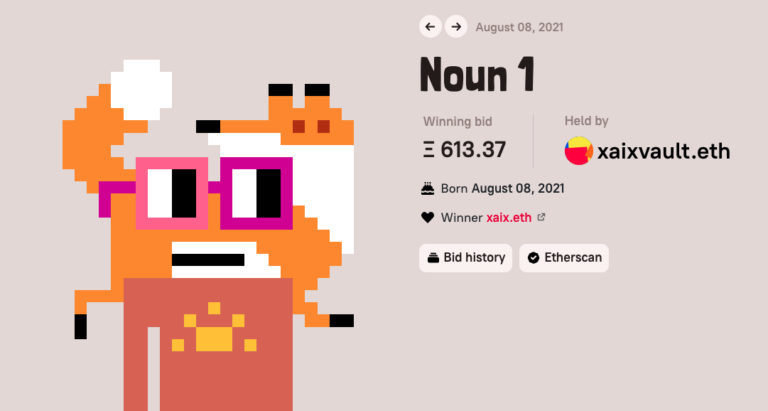 August 08, 2021
Noun 1
Winning bid
Ξ 613.37
Held by
xaixvault.eth
Born August 08, 2021
Winner xaix.eth
Bid history
Etherscan